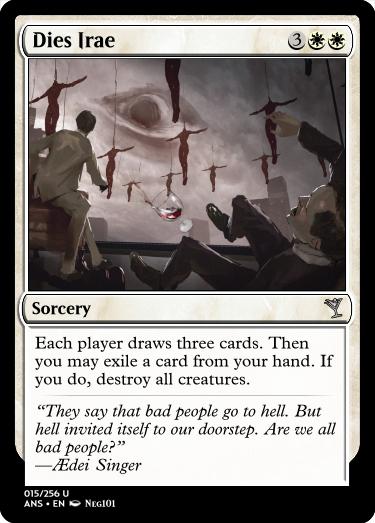 Dies Irae 3
Sorcery
Each player draws three cards. Then
you may exile a card from your hand. If
you do, destroy all creatures.
“They say that bad people go to hell. But
hell invited itself to our doorstep. Are we all
bad people?”
—Ædei Singer
015/256 U
ANS • EN Neg101